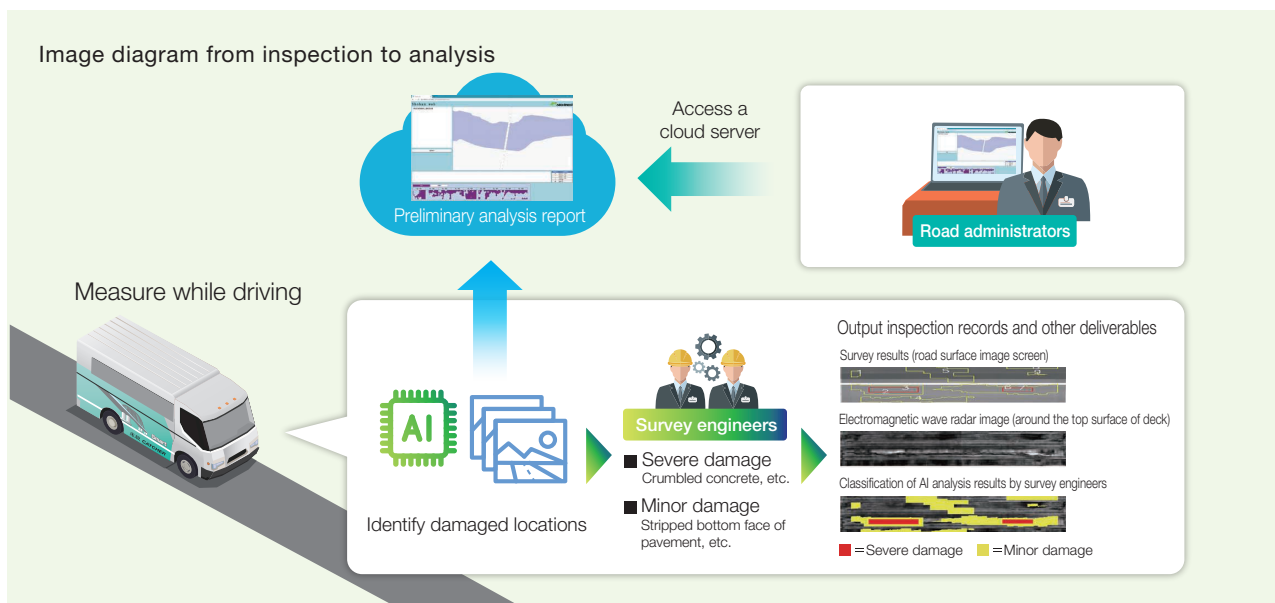 Image diagram from inspection to analysis
Access a
cloud server
Preliminary analysis report
Road administrators
Measure while driving
Output inspection records and other deliverables
Survey results (road surface image screen)
AI
Survey engineers
Electromagnetic wave radar image (around the top surface of deck)
Severe damage
Crumbled concrete, etc.
Classification of AI analysis results by survey engineers
Identify damaged locations
Minor damage
Stripped bottom face of
pavement, etc.
=Severe damage =Minor damage